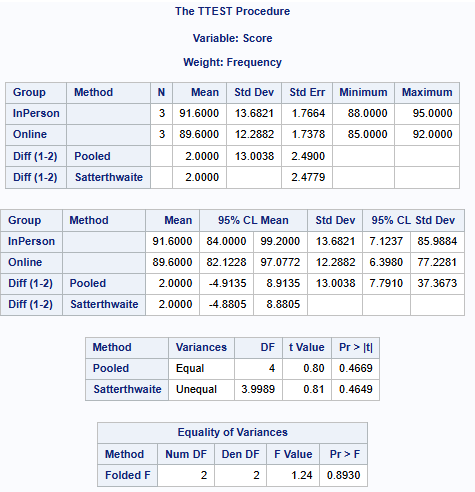 The TTEST Procedure
Variable: Score
Weight: Frequency
Group Method N Mean Std Dev Std Err Minimum Maximum
InPerson 3 91.6000 13.6821 1.7664 88.0000 95.0000
Online 3 89.6000 12.2882 1.7378 85.0000 92.0000
Diff (1-2) Pooled 2.0000 13.0038 2.4900
Diff (1-2) Satterthwaite 2.0000 2.4779
Group Method Mean 95% CL Mean Std Dev 95% CL Std Dev
InPerson 91.6000 84.0000 99.2000 13.6821 7.1237 85.9884
Online 89.6000 82.1228 97.0772 12.2882 6.3980 77.2281
Diff (1-2) Pooled 2.0000 -4.9135 8.9135 13.0038 7.7910 37.3673
Diff (1-2) Satterthwaite 2.0000 -4.8805 8.8805
Method Variances DF t Value Pr > |t|
Pooled Equal 4 0.80 0.4669
Satterthwaite Unequal 3.9989 0.81 0.4649
Equality of Variances
Method Num DF Den DF F Value Pr > F
Folded F 2 2 1.24 0.8930